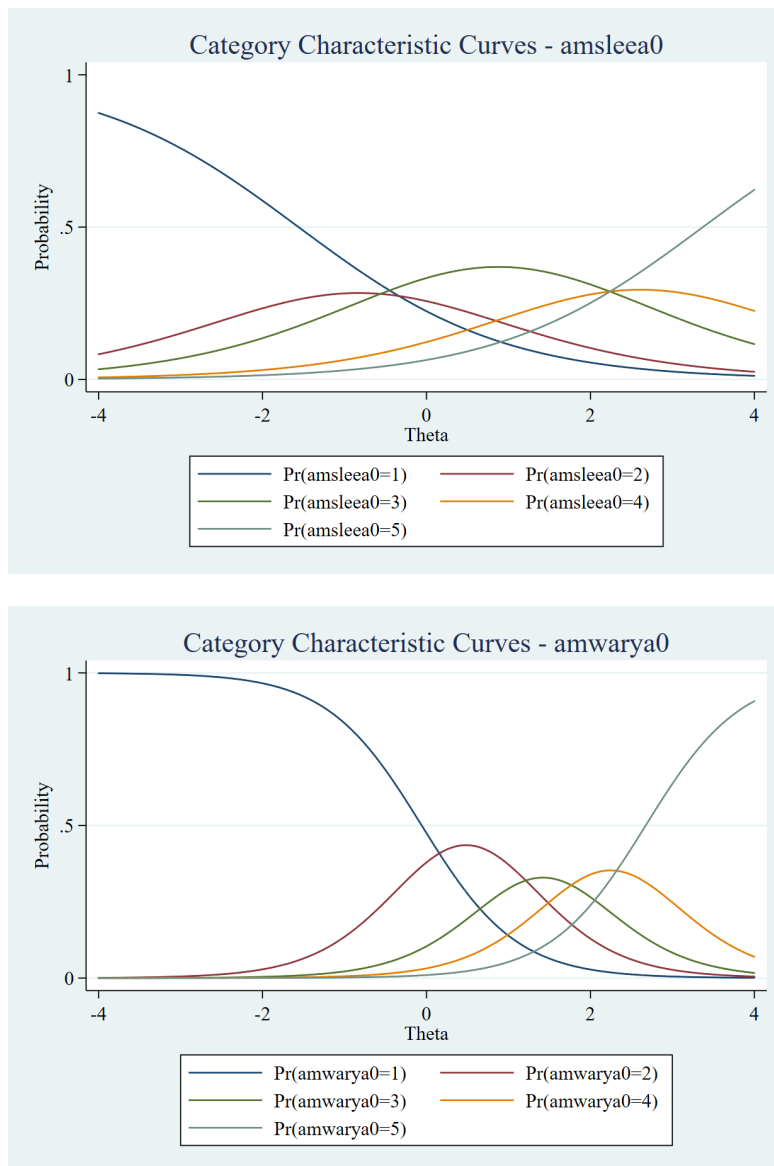 Category Characteristic Curves - amsleea0
1
.5
0
Probability
-4 -2 0 2 4
Theta
Pr(amsleea0=1) Pr(amsleea0=2)
Pr(amsleea0=3) Pr(amsleea0=4)
Pr(amsleea0=5)
Category Characteristic Curves - amwarya0
1
.5
0
Probability
-4 -2 0 2 4
Theta
Pr(amwarya0=1) Pr(amwarya0=2)
Pr(amwarya0=3) Pr(amwarya0=4)
Pr(amwarya0=5)